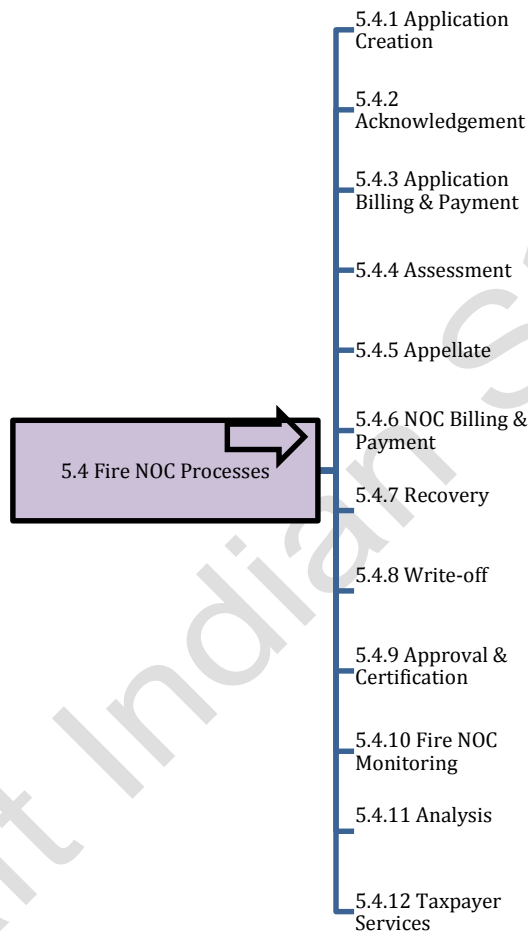 5.4.1 Application
Creation
5.4.2
Acknowledgement
5.4.3 Application
Billing & Payment
5.4.4 Assessment
5.4.5 Appellate
5.4.6 NOC Billing &
Payment
5.4 Fire NOC Processes
5.4.7 Recovery
5.4.8 Write-off
5.4.9 Approval &
Certification
5.4.10 Fire NOC
Monitoring
5.4.11 Analysis
5.4.12 Taxpayer
Services
Indian